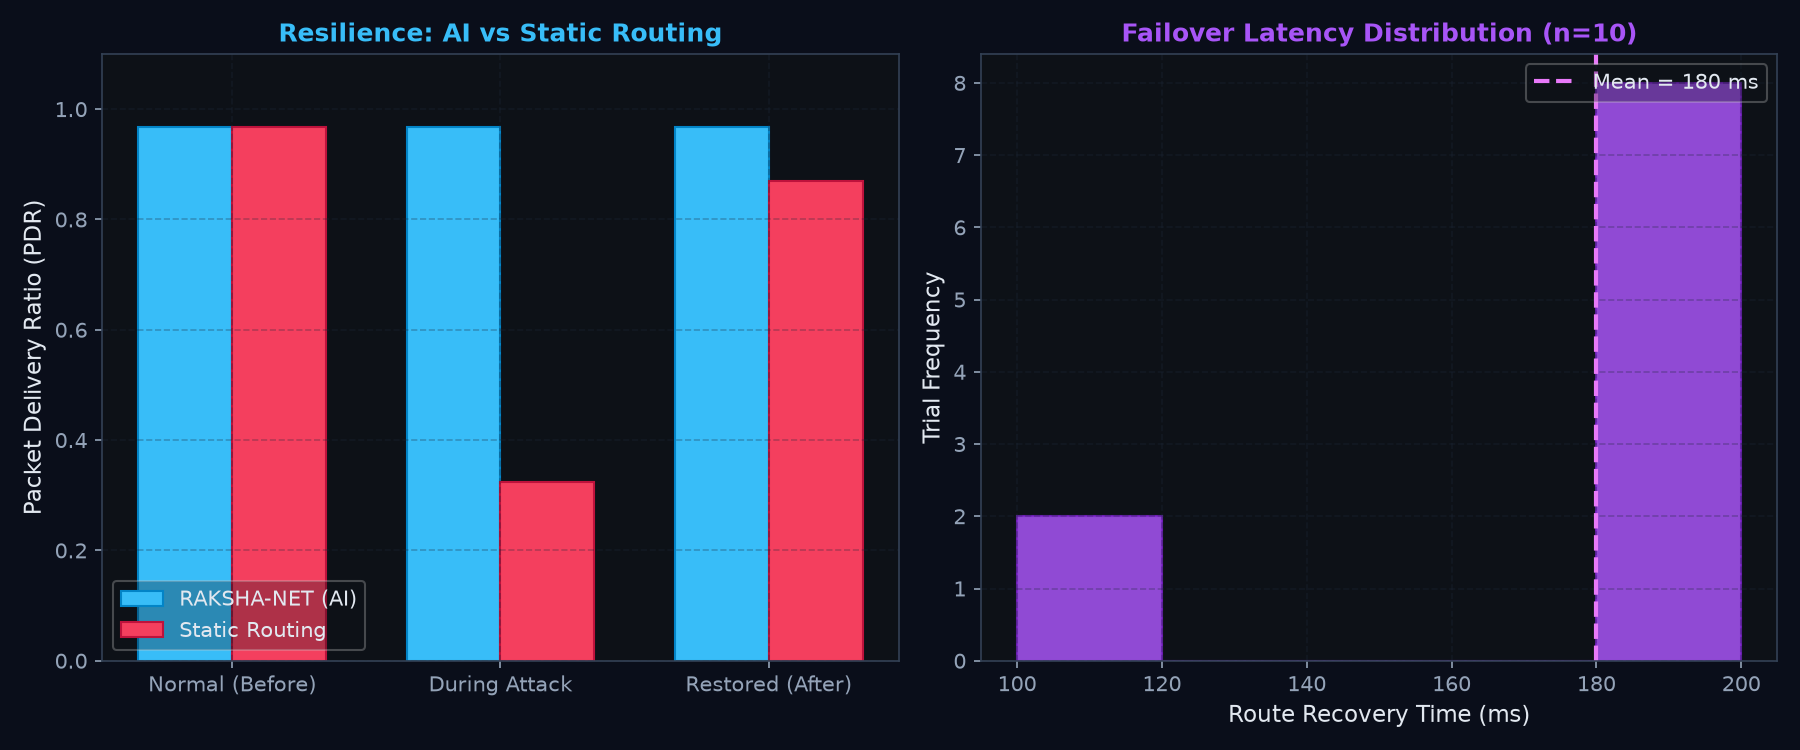 Resilience: AI vs Static Routing
Packet Delivery Ratio (PDR)
1.0
0.8
0.6
0.4
0.2
0.0
RAKSHA-NET (AI)
Static Routing
Normal (Before)
During Attack
Restored (After)
Failover Latency Distribution (n=10)
Trial Frequency
8
7
6
5
4
3
2
1
0
Mean = 180 ms
100
120
140
160
180
200
Route Recovery Time (ms)